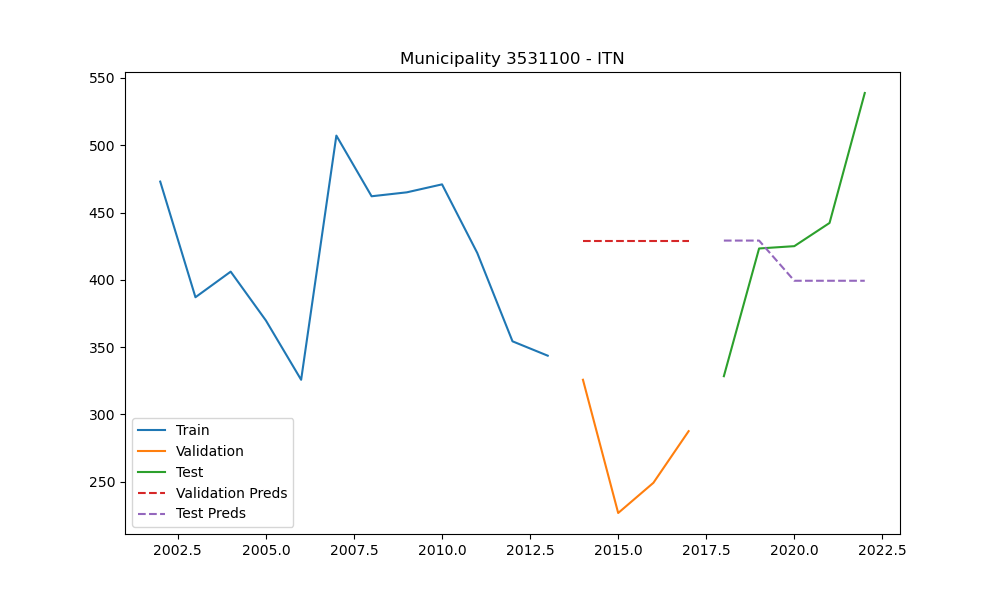 Municipality 3531100 - ITN
550
500
450
400
350
300
250
Train
Validation
Test
Validation Preds
Test Preds
2002.5 2005.0 2007.5 2010.0 2012.5 2015.0 2017.5 2020.0 2022.5